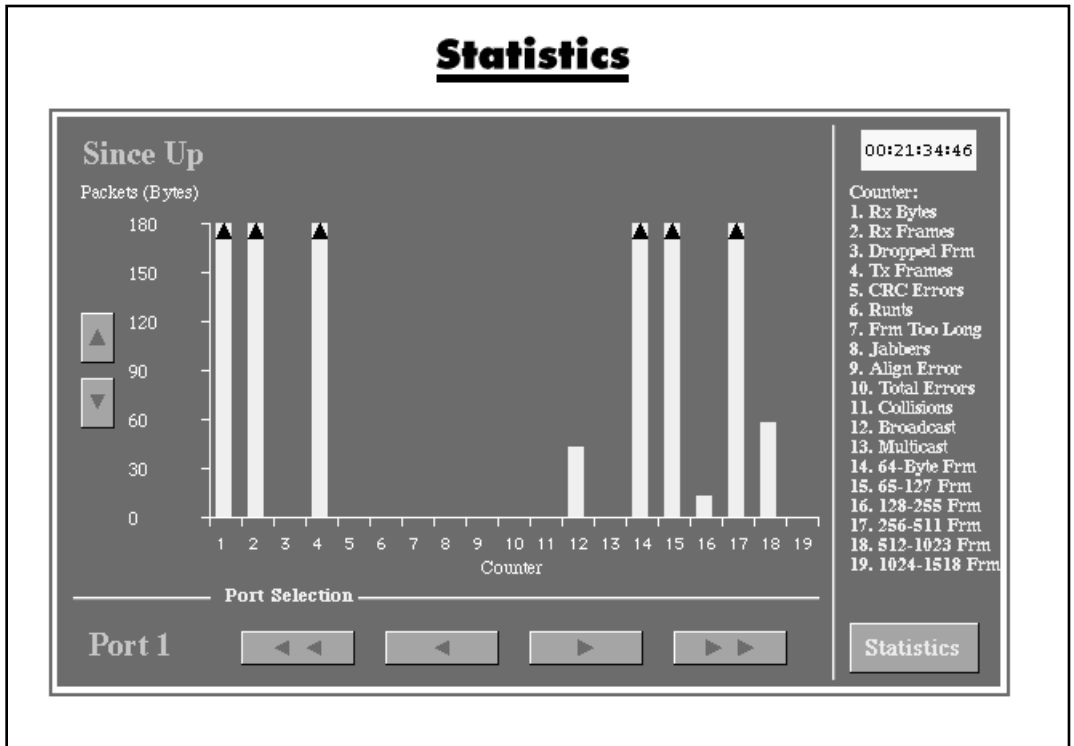 Statistics
Since Up
Packets (Bytes)
180
150
120
90
60
30
0
1 2 3 4 5 6 7 8 9 10 11 12 13 14 15 16 17 18 19
Counter
Port Selection
Port 1
00:21:34:46
Counter:
1. Rx Bytes
2. Rx Frames
3. Dropped Frm
4. Tx Frames
5. CRC Errors
6. Runts
7. Frm Too Long
8. Jabbers
9. Align Error
10. Total Errors
11. Collisions
12. Broadcast
13. Multicast
14. 64-Byte Frm
15. 65-127 Frm
16. 128-255 Frm
17. 256-511 Frm
18. 512-1023 Frm
19. 1024-1518 Frm
Statistics